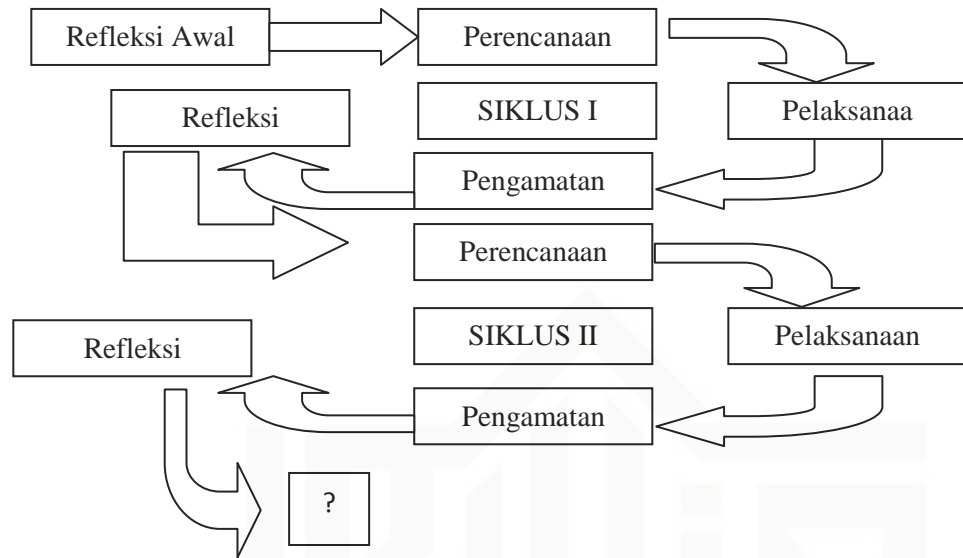 Refleksi Awal
Perencanaan
Refleksi
SIKLUS I
Pelaksanaa
Pengamatan
Perencanaan
Refleksi
SIKLUS II
Pelaksanaan
Pengamatan
?